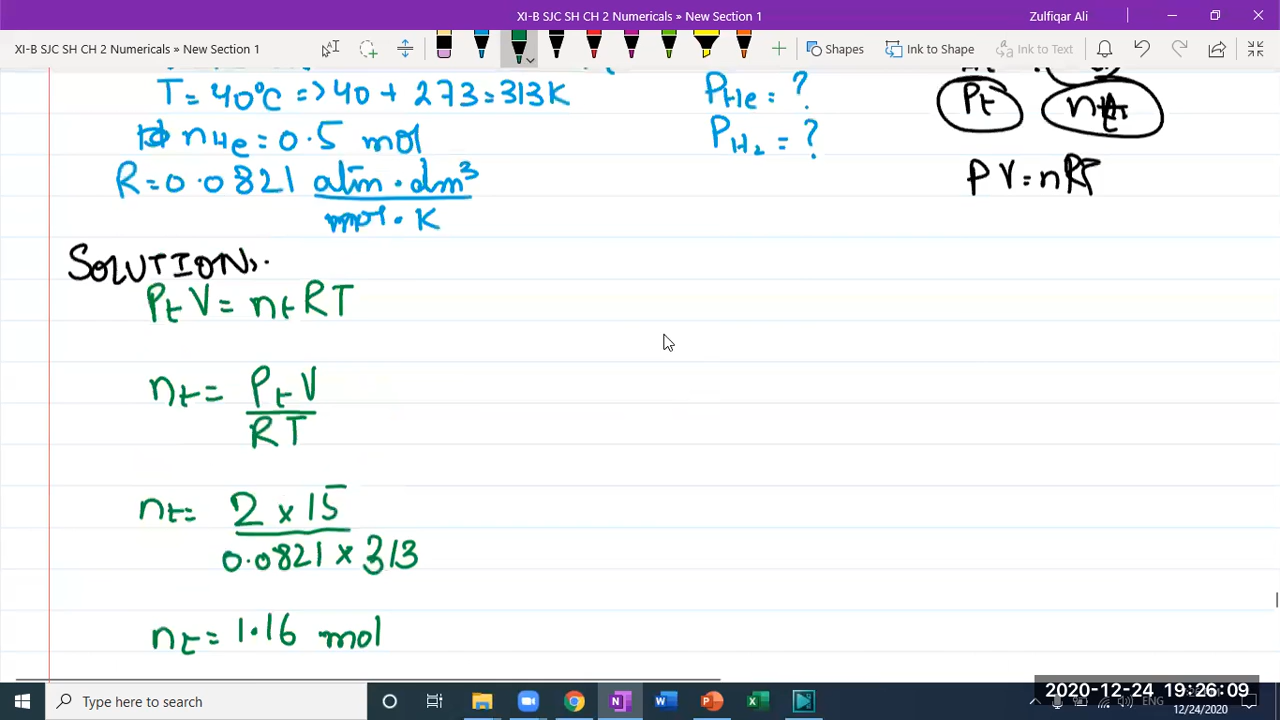 XI-B SJC SH CH 2 Numericals » New Section 1
Zulfiqar Ali
XI-B SJC SH CH 2 Numericals » New Section 1
Shapes
Ink to Shape
Ink to Text
T = 40°C => 40 + 273 = 313K
nHe = 0.5 mol
R = 0.0821 atm · dm³
mol · K
PHe = ?
PH₂ = ?
Pt nt
PV = nRT
SOLUTION:
PtV = ntRT
nt = PtV
RT
nt = 2 x 15
0.0821 x 313
nt = 1.16 mol
Type here to search
ENG
2020-12-24 19:26:09
12/24/2020